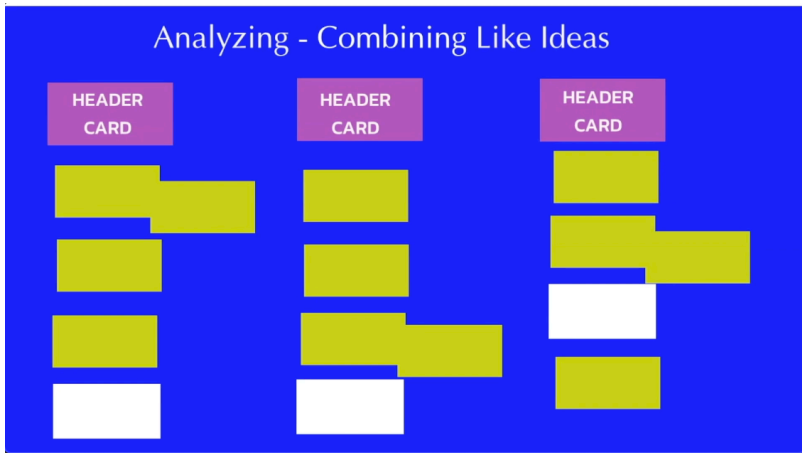 Analyzing - Combining Like Ideas
HEADER
CARD
HEADER
CARD
HEADER
CARD